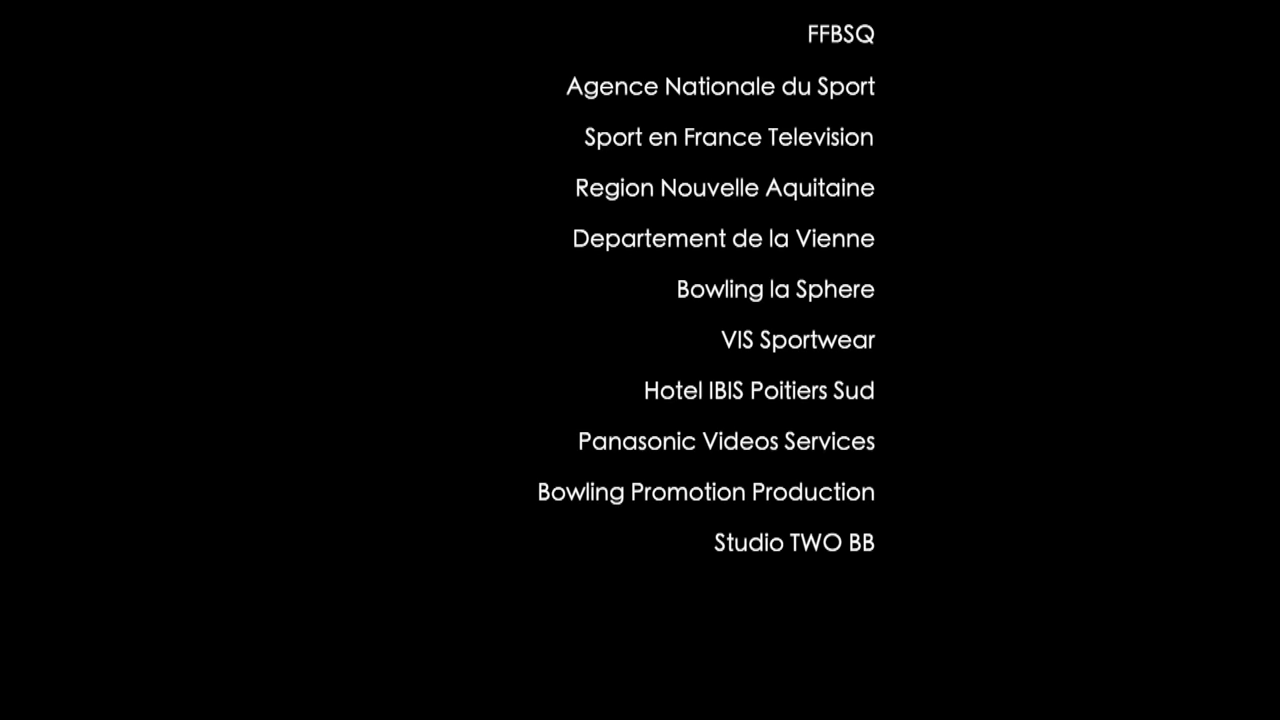 FFBSQ
Agence Nationale du Sport
Sport en France Television
Region Nouvelle Aquitaine
Departement de la Vienne
Bowling la Sphere
VIS Sportwear
Hotel IBIS Poitiers Sud
Panasonic Videos Services
Bowling Promotion Production
Studio TWO BB